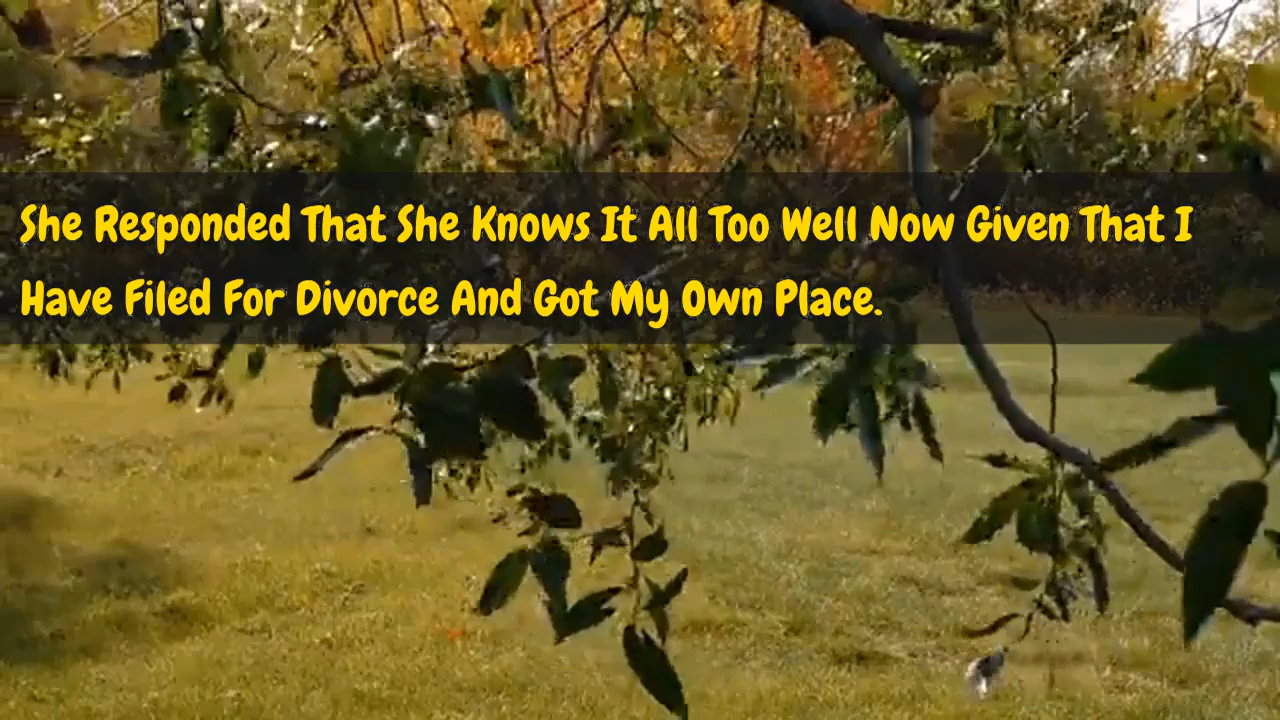 She Responded That She Knows It All Too Well Now Given That I
Have Filed For Divorce And Got My Own Place.